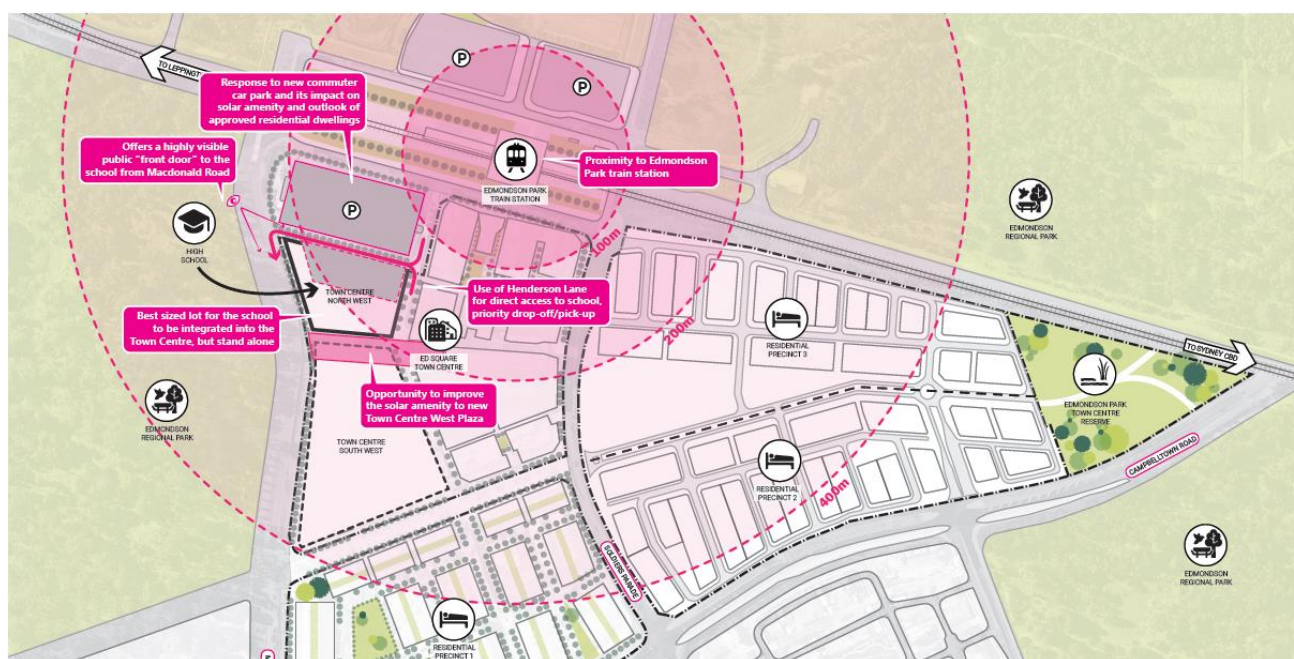 P
P
TO LEPPINGTON
Response to new commuter
car park and its impact on
solar amenity and outlook of
approved residential dwellings
Offers a highly visible
public "front door" to the
school from Macdonald Road
Proximity to Edmondson
Park train station
EDMONDSON PARK
TRAIN STATION
P
HIGH
SCHOOL
100m
TOWN CENTRE
NORTH WEST
Use of Henderson Lane
for direct access to school,
priority drop-off/pick-up
Best sized lot for the school
to be integrated into the
Town Centre, but stand alone
ED SQUARE
TOWN CENTRE
200m
RESIDENTIAL
PRECINCT 3
EDMONDSON
REGIONAL PARK
TO SYDNEY CBD
Opportunity to improve
the solar amenity to new
Town Centre West Plaza
EDMONDSON PARK
TOWN CENTRE
RESERVE
EDMONDSON
REGIONAL PARK
TOWN CENTRE
SOUTH WEST
CAMPBELLTOWN ROAD
RESIDENTIAL
PRECINCT 2
400m
SOLDIERS PARADE
EDMONDSON
REGIONAL PARK
RESIDENTIAL
PRECINCT 1